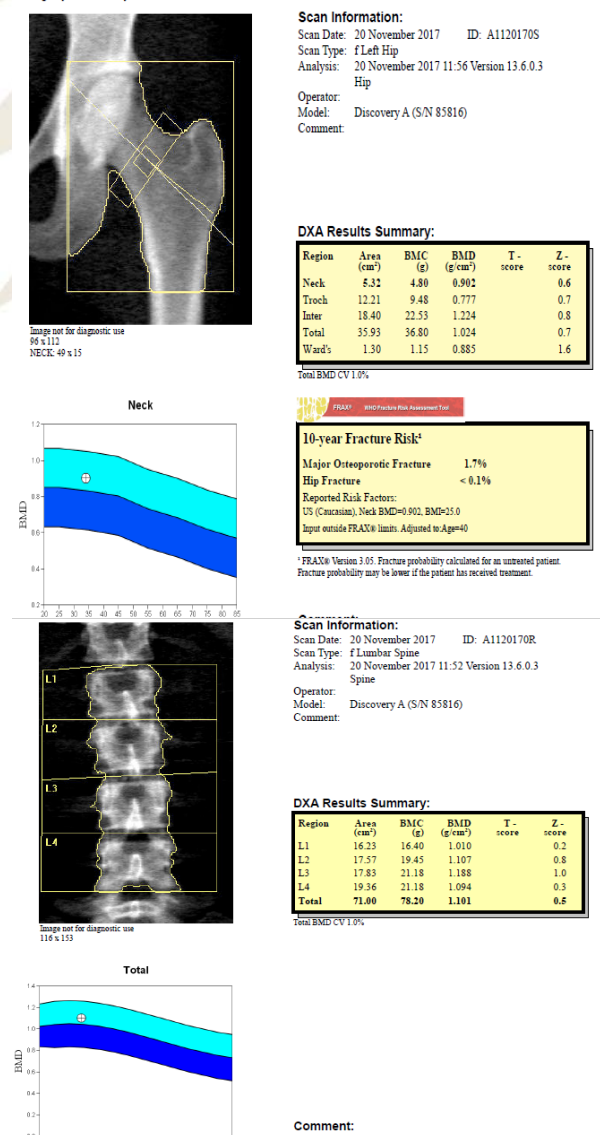 Scan Information:
Scan Date: 20 November 2017 ID: A1120170S
Scan Type: f Left Hip
Analysis: 20 November 2017 11:56 Version 13.6.0.3
Hip
Operator:
Model: Discovery A (S/N 85816)
Comment:
Image not for diagnostic use
96 x 112
NECK: 49 x 15
DXA Results Summary:
Region Area (cm²) BMC (g) BMD (g/cm²) T - score Z - score
Neck 5.32 4.80 0.902 0.6
Troch 12.21 9.48 0.777 0.7
Inter 18.40 22.53 1.224 0.8
Total 35.93 36.80 1.024 0.7
Ward's 1.30 1.15 0.885 1.6
Total BMD CV 1.0%
Neck
BMD
1.2
1.0
0.8
0.6
0.4
0.2
20 25 30 35 40 45 50 55 60 65 70 75 80 85
FRAX® WHO Fracture Risk Assessment Tool
10-year Fracture Risk¹
Major Osteoporotic Fracture 1.7%
Hip Fracture < 0.1%
Reported Risk Factors:
US (Caucasian), Neck BMD=0.902, BMI=25.0
Input outside FRAX® limits. Adjusted to:Age=40
¹ FRAX® Version 3.05. Fracture probability calculated for an untreated patient.
Fracture probability may be lower if the patient has received treatment.
Scan Information:
Scan Date: 20 November 2017 ID: A1120170R
Scan Type: f Lumbar Spine
Analysis: 20 November 2017 11:52 Version 13.6.0.3
Spine
Operator:
Model: Discovery A (S/N 85816)
Comment:
L1
L2
L3
L4
Image not for diagnostic use
116 x 153
DXA Results Summary:
Region Area (cm²) BMC (g) BMD (g/cm²) T - score Z - score
L1 16.23 16.40 1.010 0.2
L2 17.57 19.45 1.107 0.8
L3 17.83 21.18 1.188 1.0
L4 19.36 21.18 1.094 0.3
Total 71.00 78.20 1.101 0.5
Total BMD CV 1.0%
Total
BMD
1.4
1.2
1.0
0.8
0.6
0.4
0.2
Comment: